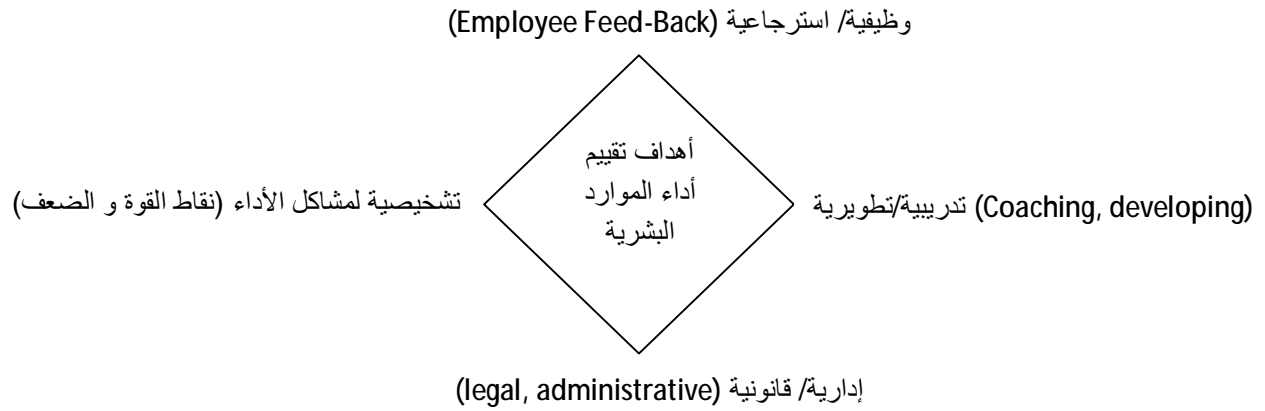 وظيفية/ استرجاعية (Employee Feed-Back)
أهداف تقييم
أداء الموارد
البشرية
(Coaching, developing) تدريبية/تطويرية
تشخيصية لمشاكل الأداء (نقاط القوة و الضعف)
إدارية/ قانونية (legal, administrative)